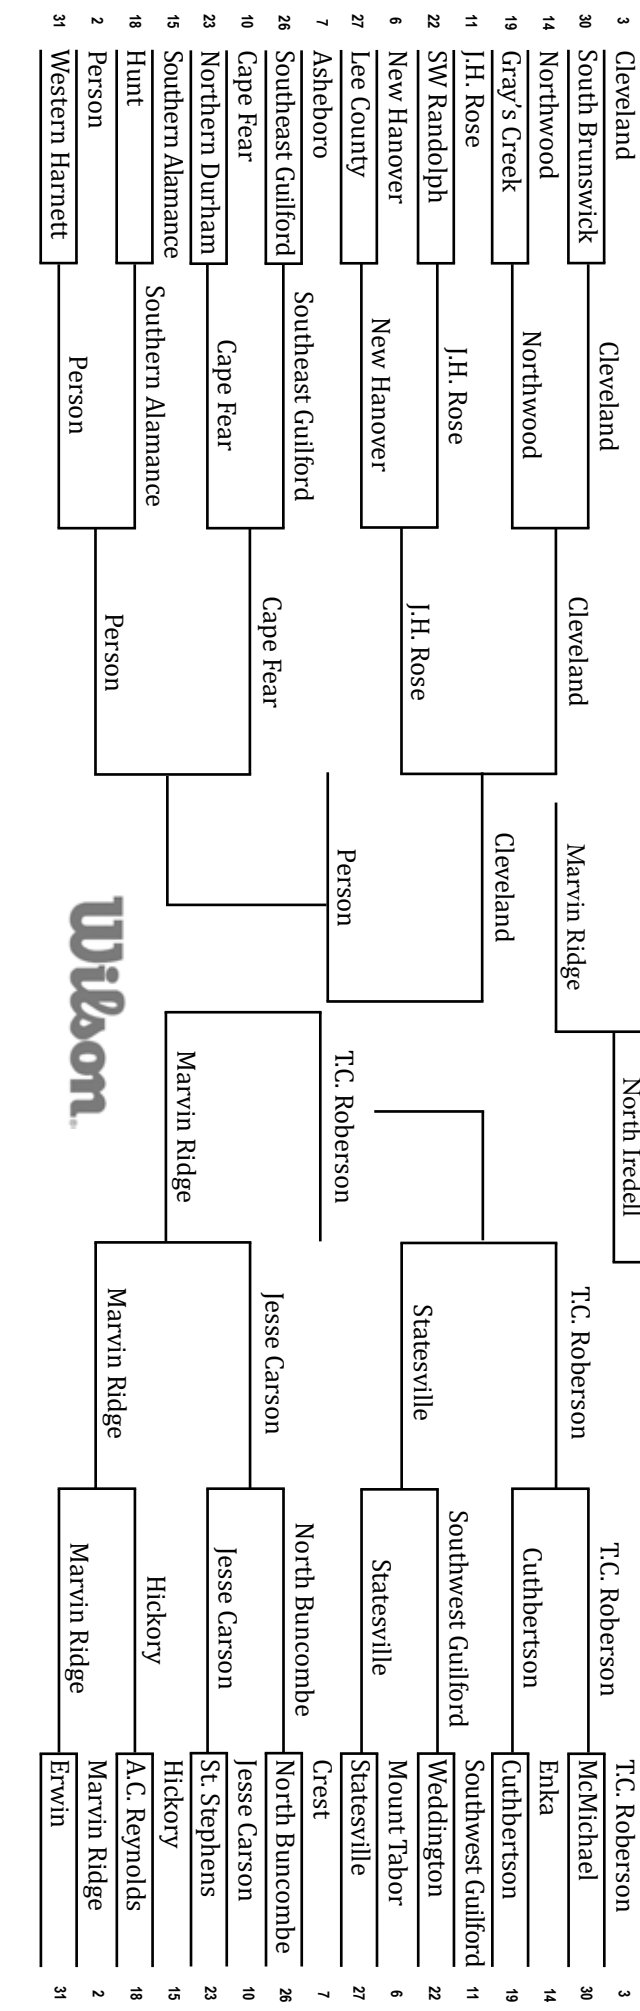 3 Cleveland
30 South Brunswick
14 Northwood
19 Gray's Creek
11 J.H. Rose
22 SW Randolph
6 New Hanover
27 Lee County
7 Asheboro
26 Southeast Guilford
10 Cape Fear
23 Northern Durham
15 Southern Alamance
18 Hunt
2 Person
31 Western Harnett
Cleveland
Northwood
J.H. Rose
New Hanover
Southeast Guilford
Cape Fear
Southern Alamance
Person
Cleveland
J.H. Rose
Cape Fear
Person
Cleveland
Person
Marvin Ridge
North Iredell
Wilson
T.C. Roberson
Marvin Ridge
T.C. Roberson
Statesville
Jesse Carson
Marvin Ridge
T.C. Roberson
Cuthbertson
Southwest Guilford
Statesville
North Buncombe
Jesse Carson
Hickory
Marvin Ridge
T.C. Roberson 3
McMichael 30
Enka 14
Cuthbertson 19
Southwest Guilford 11
Weddington 22
Mount Tabor 6
Statesville 27
Crest 7
North Buncombe 26
Jesse Carson 10
St. Stephens 23
Hickory 15
A.C. Reynolds 18
Marvin Ridge 2
Erwin 31